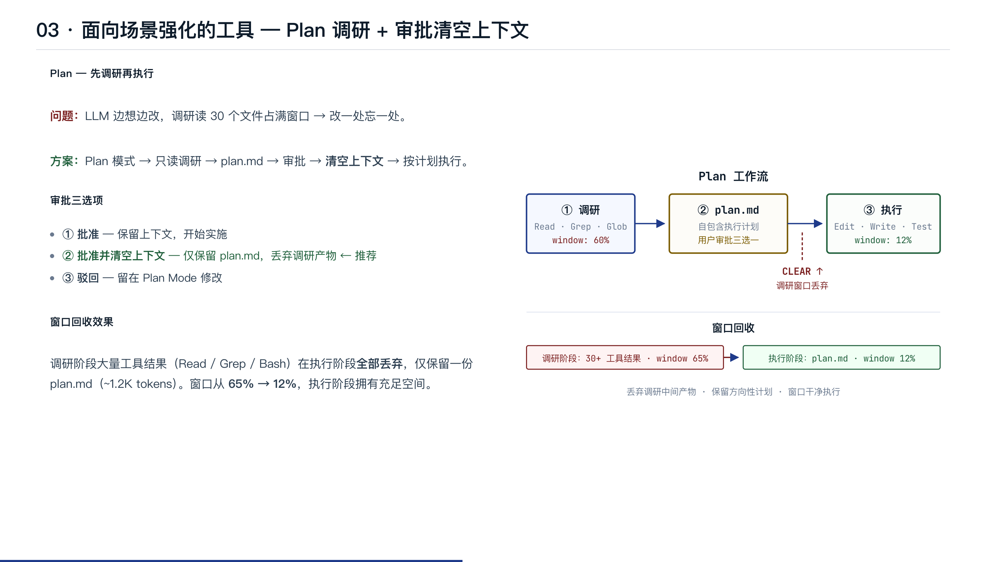 03 · 面向场景强化的工具 — Plan 调研 + 审批清空上下文
Plan — 先调研再执行
问题：LLM 边想边改，调研读 30 个文件占满窗口 → 改一处忘一处。
方案：Plan 模式 → 只读调研 → plan.md → 审批 → 清空上下文 → 按计划执行。
审批三选项
• ① 批准 — 保留上下文，开始实施
• ② 批准并清空上下文 — 仅保留 plan.md，丢弃调研产物 ← 推荐
• ③ 驳回 — 留在 Plan Mode 修改
窗口回收效果
调研阶段大量工具结果（Read / Grep / Bash）在执行阶段全部丢弃，仅保留一份
plan.md（~1.2K tokens）。窗口从 65% → 12%，执行阶段拥有充足空间。
Plan 工作流
① 调研
Read · Grep · Glob
window: 60%
② plan.md
自包含执行计划
用户审批三选一
③ 执行
Edit · Write · Test
window: 12%
CLEAR ↑
调研窗口丢弃
窗口回收
调研阶段：30+ 工具结果 · window 65%
执行阶段：plan.md · window 12%
丢弃调研中间产物 · 保留方向性计划 · 窗口干净执行